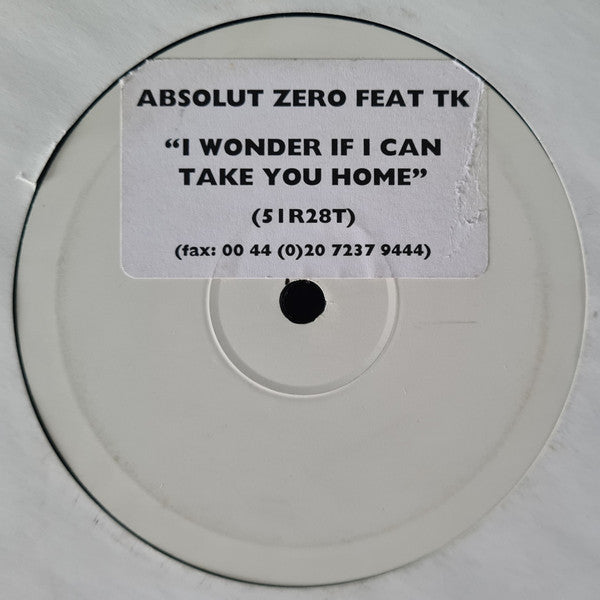 ABSOLUT ZERO FEAT TK
“I WONDER IF I CAN
TAKE YOU HOME”
(51R28T)
(fax: 00 44 (0)20 7237 9444)